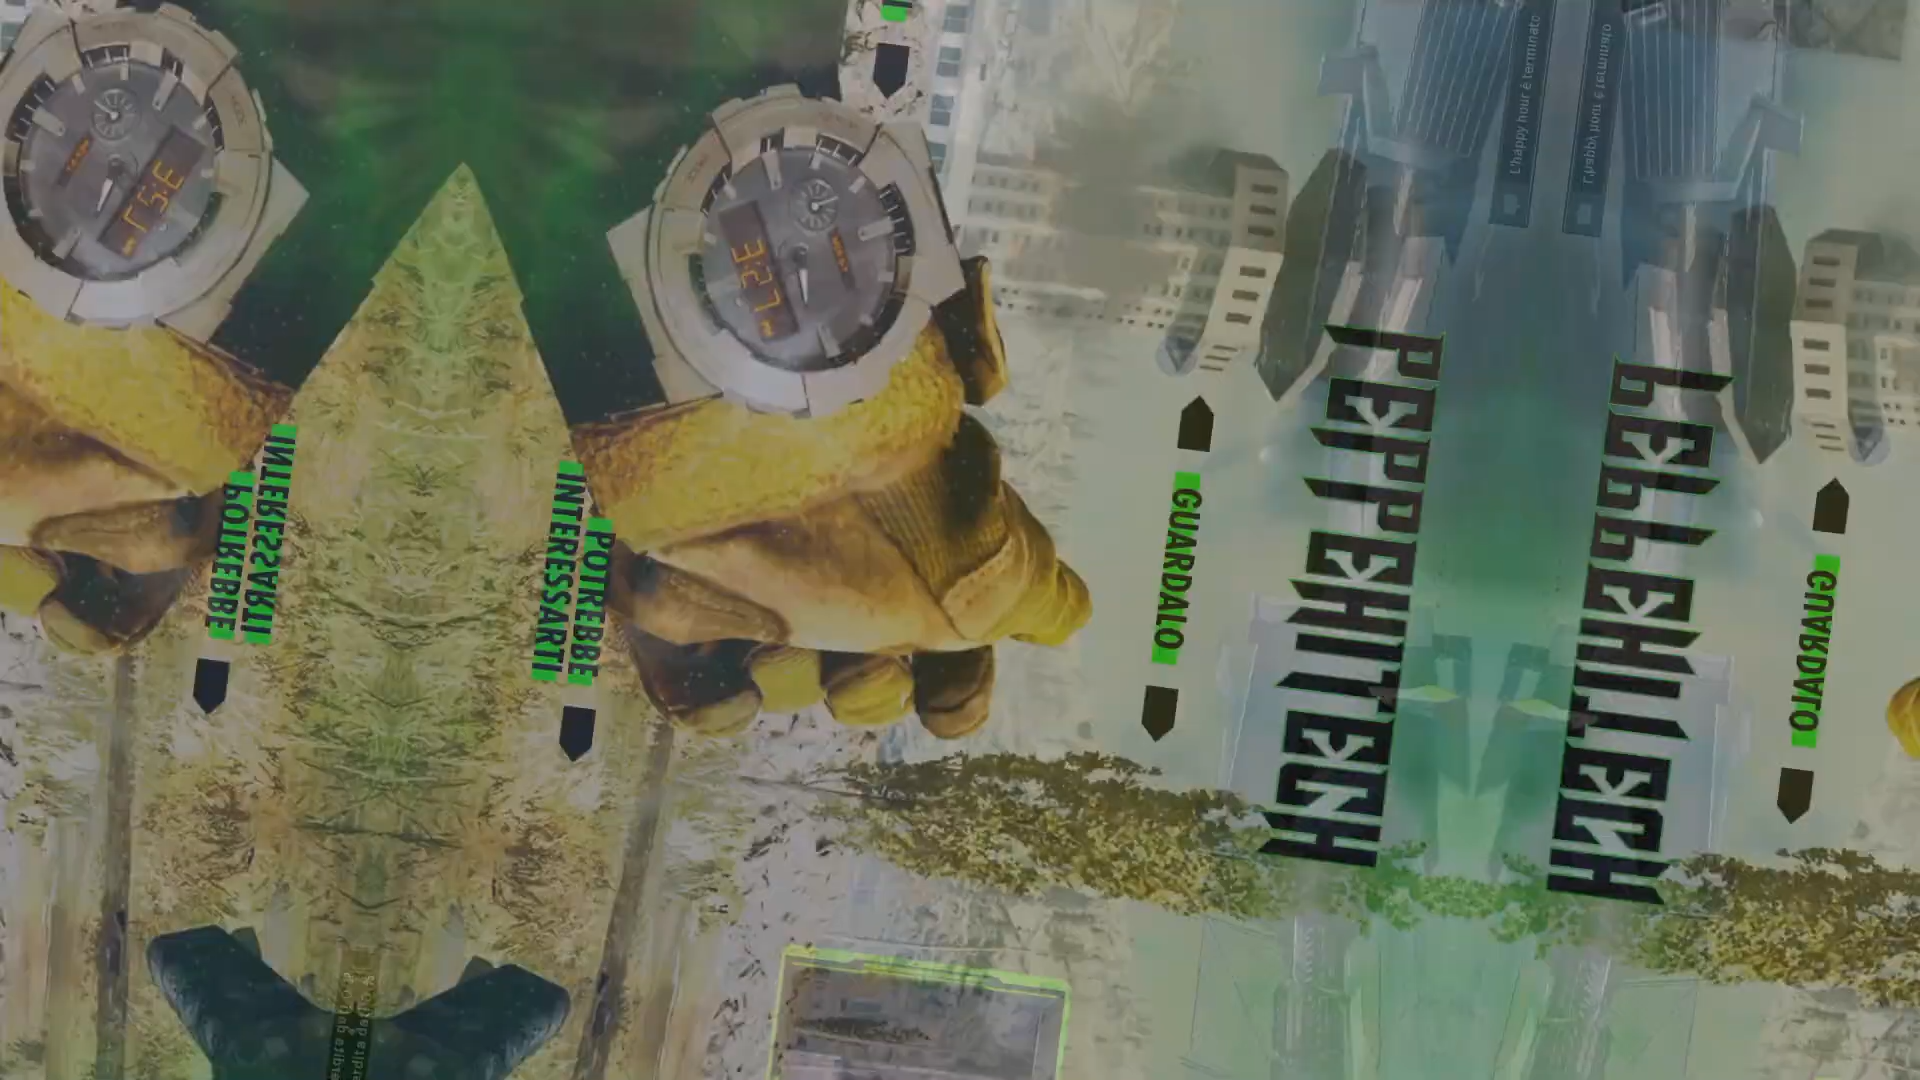 POTREBBE
INTERESSARTI
POTREBBE
INTERESSARTI
GUARDALO
PEPPEHITECH
L'happy hour è terminato
L'happy hour è terminato
PEPPEHITECH
GUARDALO